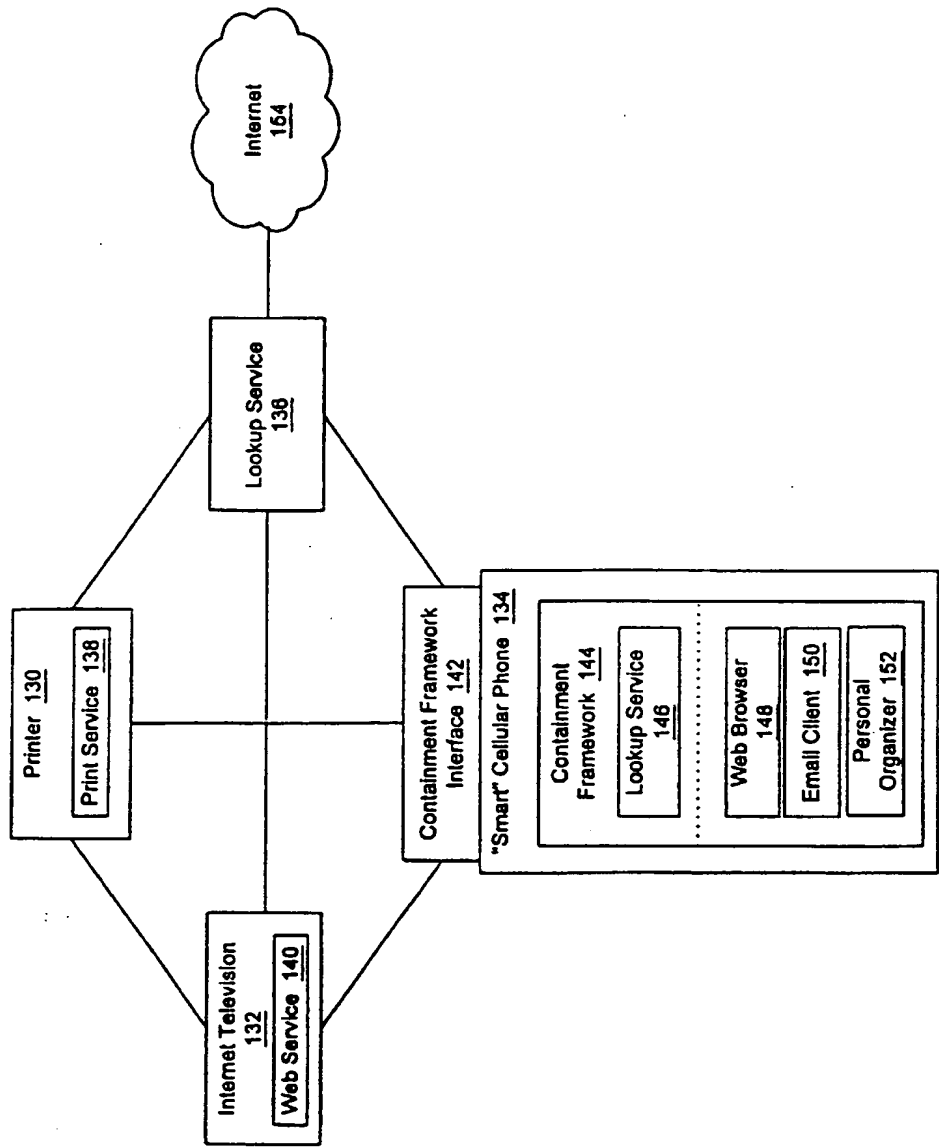 Printer 130
Print Service 138
Internet Television
132
Web Service 140
Lookup Service
136
Internet
154
Containment Framework
Interface 142
"Smart" Cellular Phone 134
Containment
Framework 144
Lookup Service
146
Web Browser
148
Email Client 150
Personal
Organizer 152